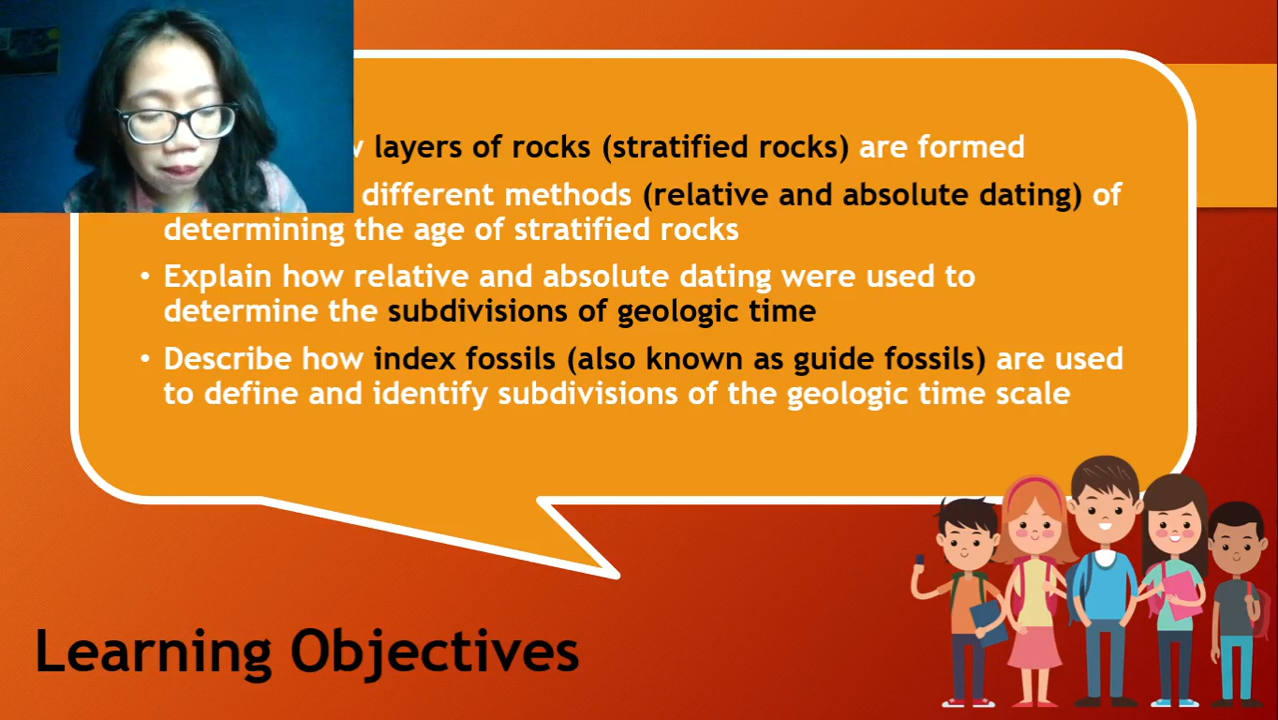 layers of rocks (stratified rocks) are formed
different methods (relative and absolute dating) of
determining the age of stratified rocks
• Explain how relative and absolute dating were used to
determine the subdivisions of geologic time
• Describe how index fossils (also known as guide fossils) are used
to define and identify subdivisions of the geologic time scale
Learning Objectives